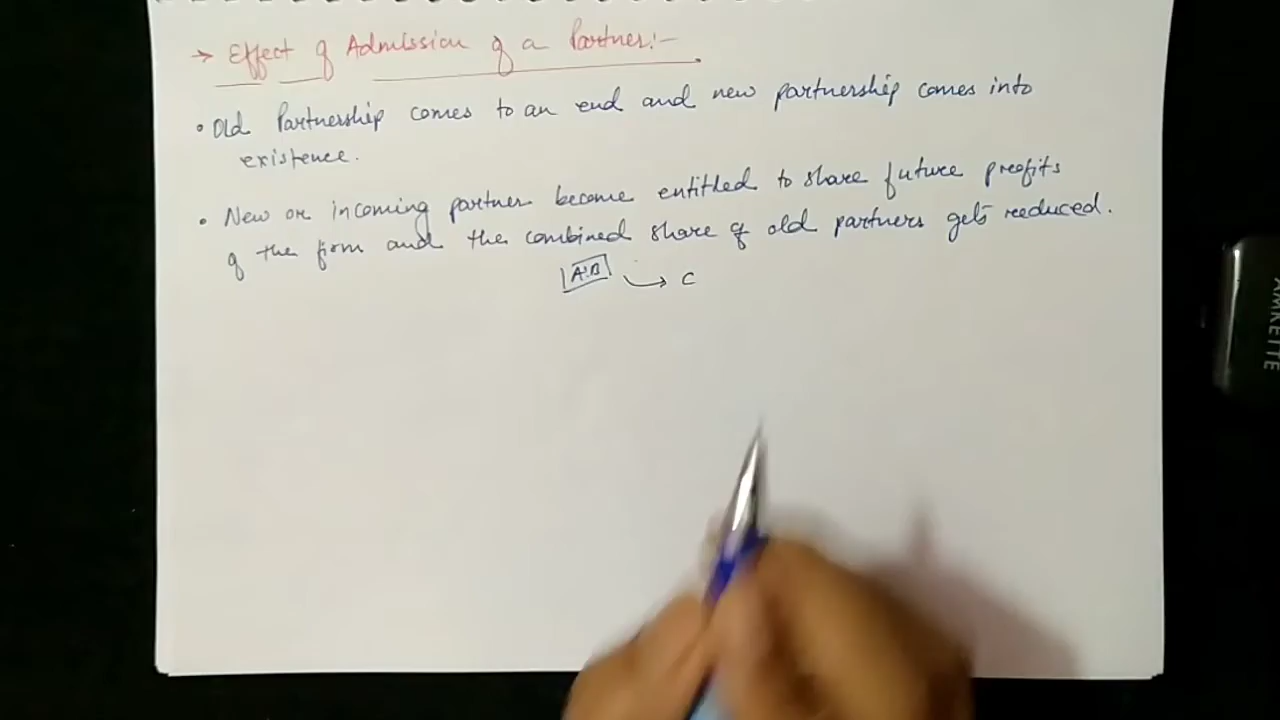 → Effect of Admission of a Partner:-
• Old Partnership comes to an end and new partnership comes into
existence.
• New or incoming partner become entitled to share future profits
of the firm and the combined share of old partners gets reduced.
A:B → C
AMKETTE